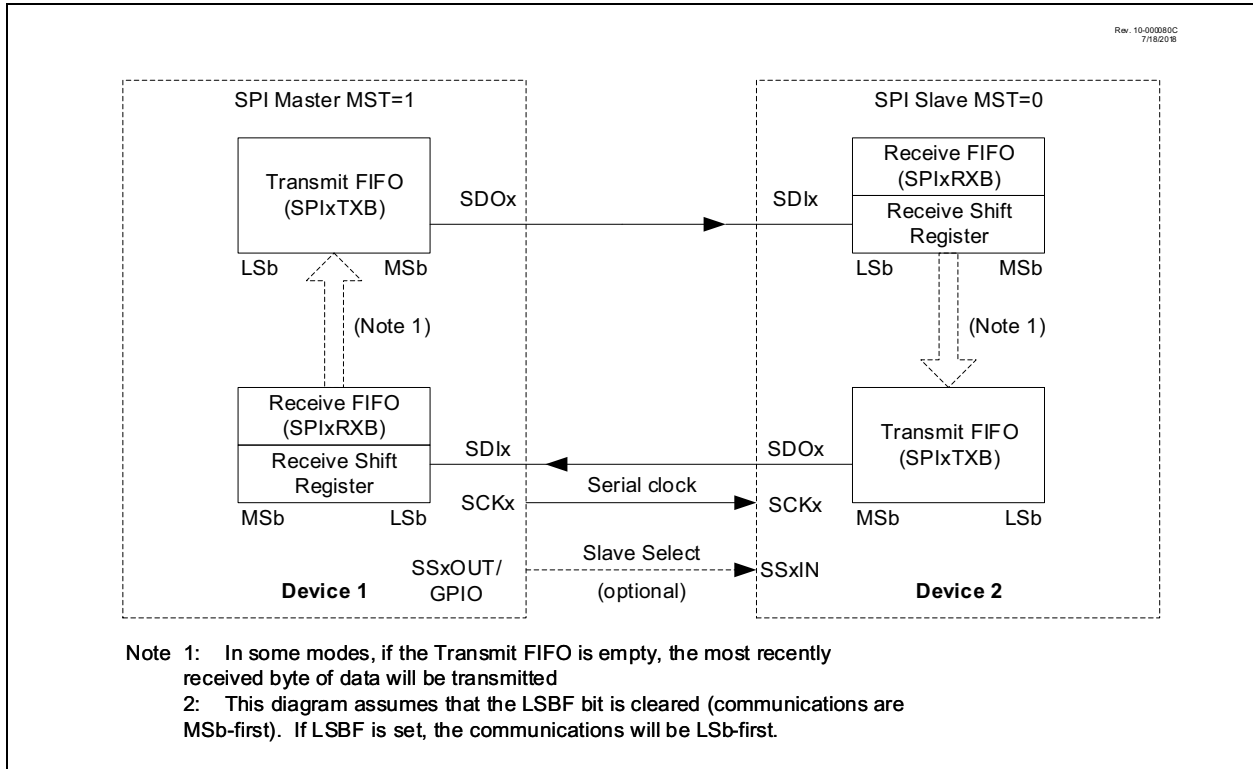 Rev. 10-000080C
7/18/2018
SPI Master MST=1
Transmit FIFO
(SPIxTXB)
LSb MSb
SDOx
(Note 1)
Receive FIFO
(SPIxRXB)
Receive Shift
Register
MSb LSb
SDIx
SCKx
SSxOUT/
GPIO
Device 1
Serial clock
Slave Select
(optional)
SPI Slave MST=0
SDIx
Receive FIFO
(SPIxRXB)
Receive Shift
Register
LSb MSb
(Note 1)
Transmit FIFO
(SPIxTXB)
MSb LSb
SDOx
SCKx
SSxIN
Device 2
Note 1: In some modes, if the Transmit FIFO is empty, the most recently
received byte of data will be transmitted
2: This diagram assumes that the LSBF bit is cleared (communications are
MSb-first). If LSBF is set, the communications will be LSb-first.